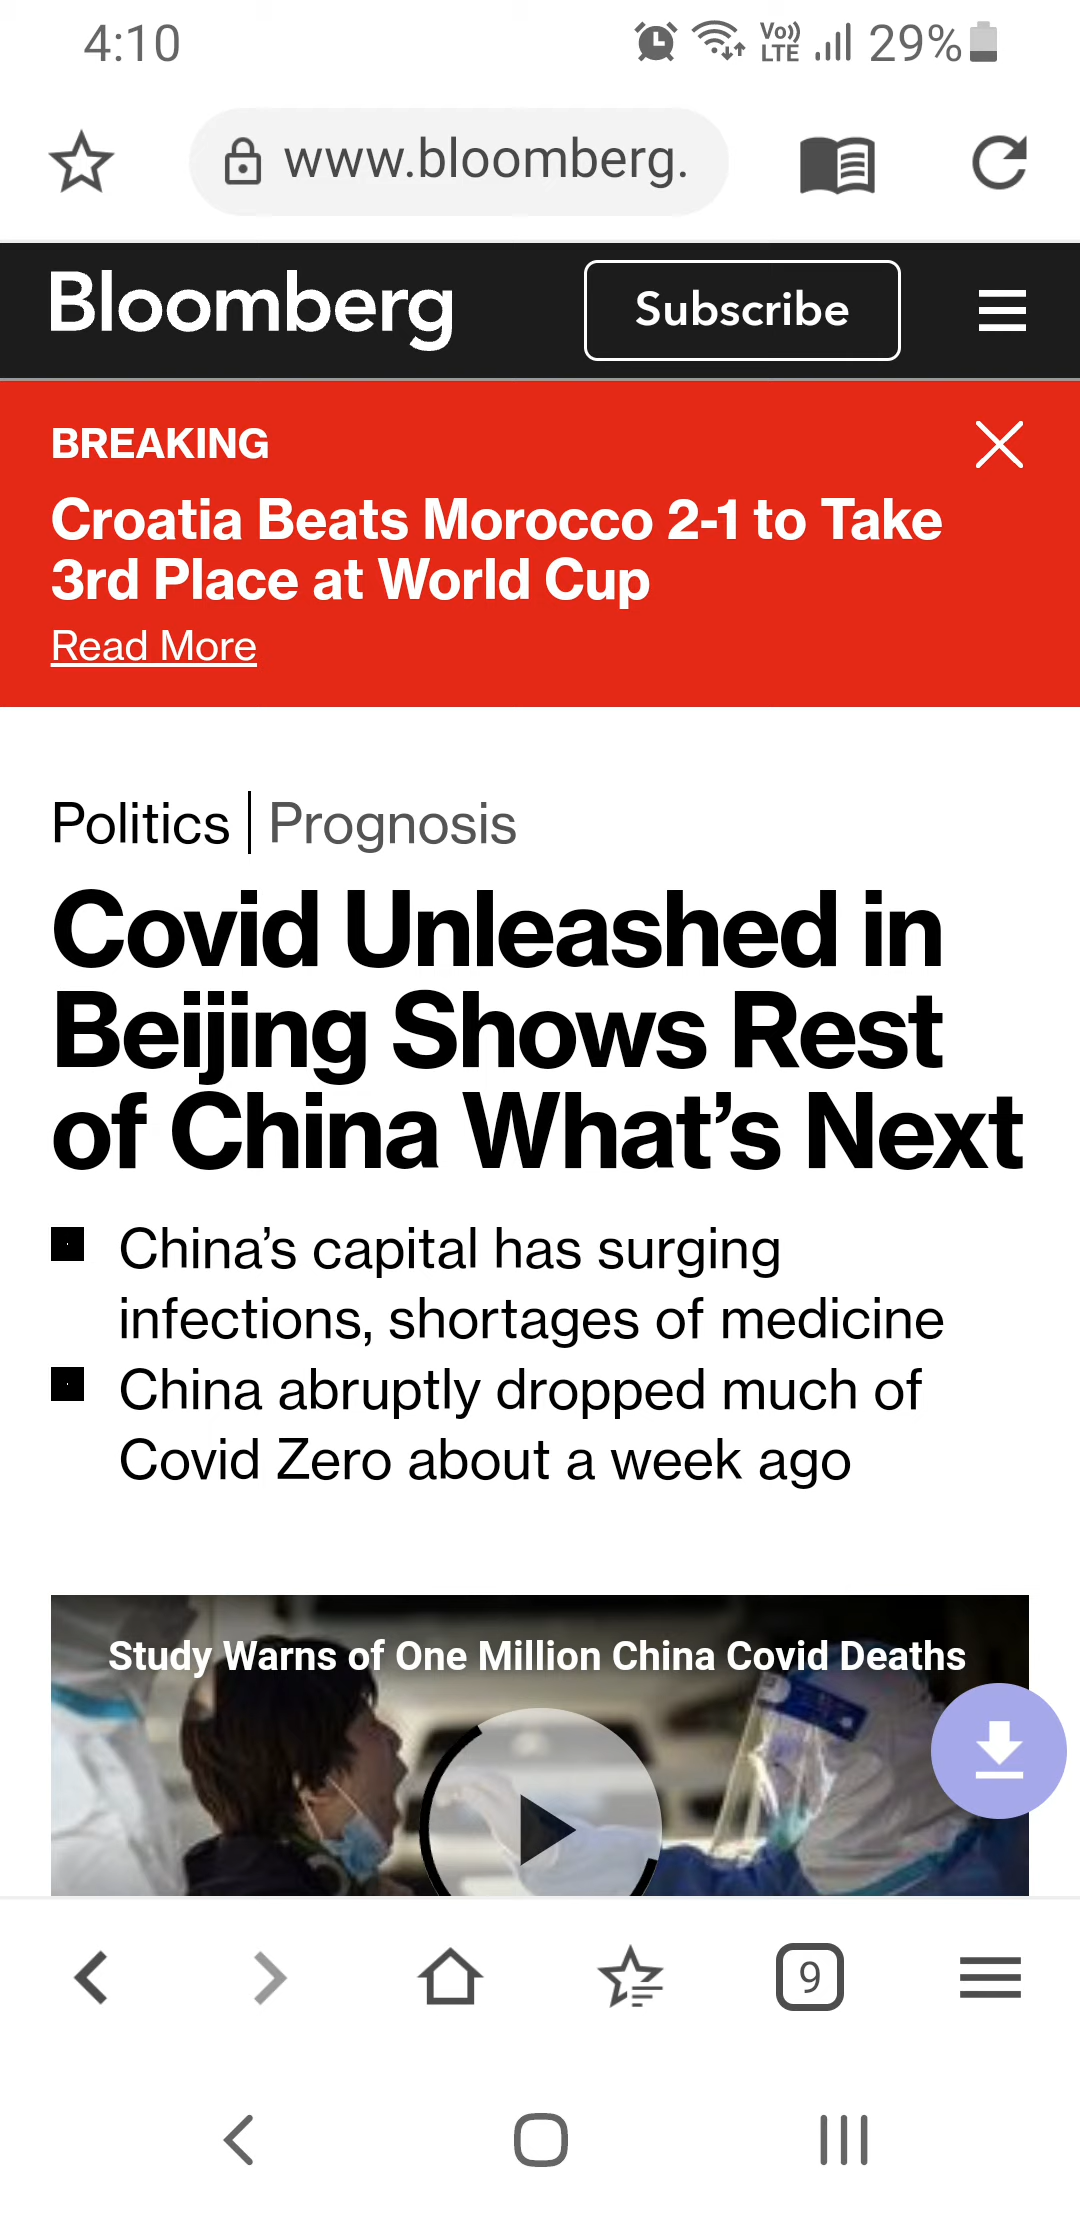 4:10
Vo)) LTE 29%
www.bloomberg.
Bloomberg
Subscribe
BREAKING
Croatia Beats Morocco 2-1 to Take
3rd Place at World Cup
Read More
Politics | Prognosis
Covid Unleashed in
Beijing Shows Rest
of China What’s Next
China’s capital has surging
infections, shortages of medicine
China abruptly dropped much of
Covid Zero about a week ago
Study Warns of One Million China Covid Deaths
9